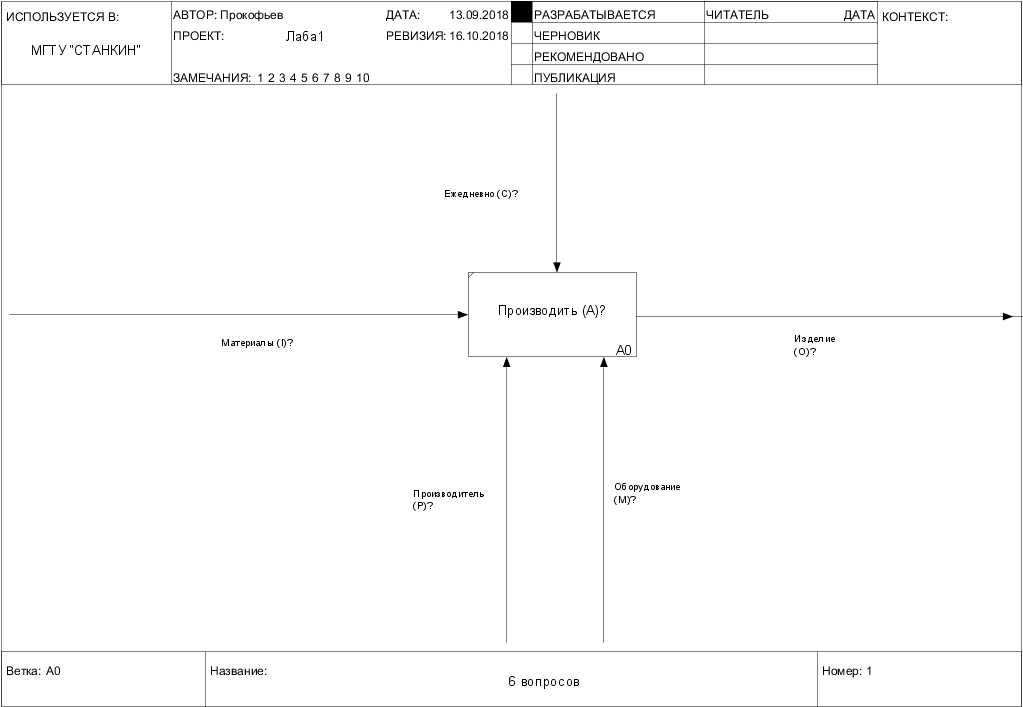 ИСПОЛЬЗУЕТСЯ В:
МГТУ "СТАНКИН"
АВТОР: Прокофьев
ДАТА: 13.09.2018
ПРОЕКТ: Лаба1
РЕВИЗИЯ: 16.10.2018
ЗАМЕЧАНИЯ: 1 2 3 4 5 6 7 8 9 10
РАЗРАБАТЫВАЕТСЯ
ЧЕРНОВИК
РЕКОМЕНДОВАНО
ПУБЛИКАЦИЯ
ЧИТАТЕЛЬ ДАТА
КОНТЕКСТ:
Ежедневно (C)?
Производить (A)?
A0
Материалы (I)?
Изделие
(O)?
Производитель
(P)?
Оборудование
(M)?
Ветка: A0
Название:
6 вопросов
Номер: 1